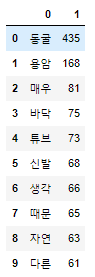 0 1
0 동굴 435
1 용암 168
2 매우 81
3 바닥 75
4 튜브 73
5 신발 68
6 생각 66
7 때문 65
8 자연 63
9 다른 61